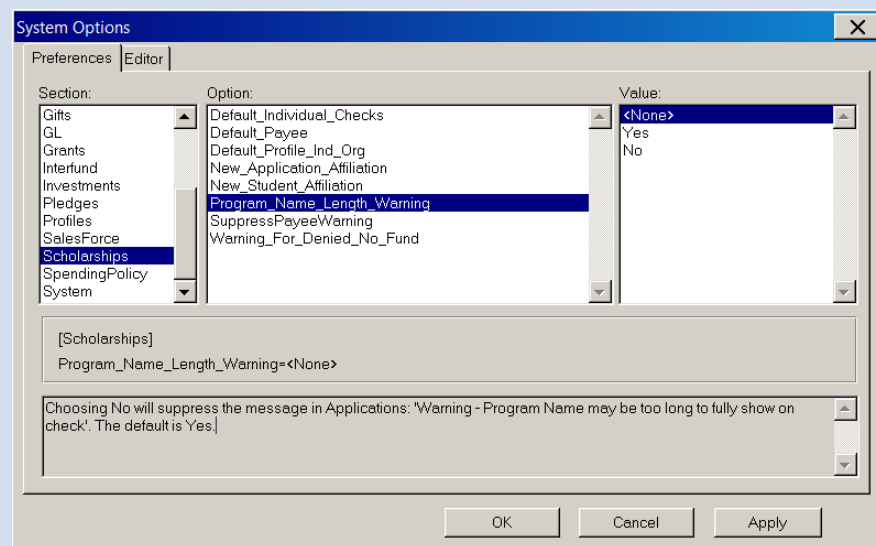 System Options
Preferences
Editor
Section:
Gifts
GL
Grants
Interfund
Investments
Pledges
Profiles
SalesForce
Scholarships
SpendingPolicy
System
Option:
Default_Individual_Checks
Default_Payee
Default_Profile_Ind_Org
New_Application_Affiliation
New_Student_Affiliation
Program_Name_Length_Warning
SuppressPayeeWarning
Warning_For_Denied_No_Fund
Value:
<None>
Yes
No
[Scholarships]
Program_Name_Length_Warning=<None>
Choosing No will suppress the message in Applications: 'Warning - Program Name may be too long to fully show on
check'. The default is Yes.
OK
Cancel
Apply